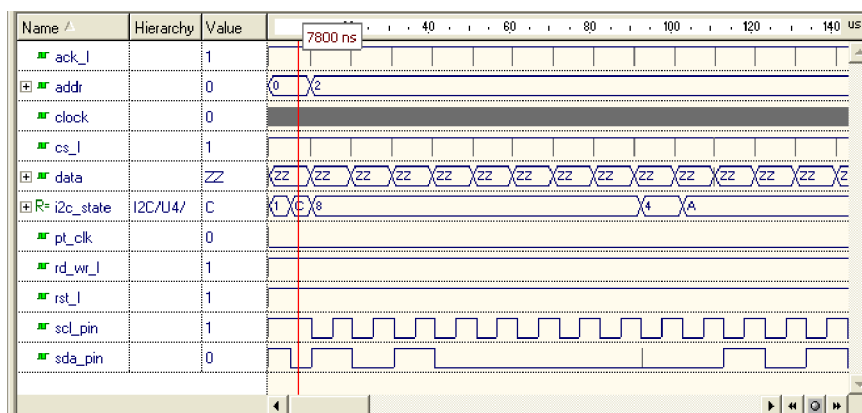 Name Hierarchy Value 40 60 80 100 120 140 us
7800 ns
ack_l 1
addr 0 0 2
clock 0
cs_l 1
data ZZ ZZ ZZ ZZ ZZ ZZ ZZ ZZ ZZ ZZ ZZ ZZ ZZ ZZ ZZ Z
R= i2c_state I2C/U4/ C 1 C 8 4 A
pt_clk 0
rd_wr_l 1
rst_l 1
scl_pin 1
sda_pin 0